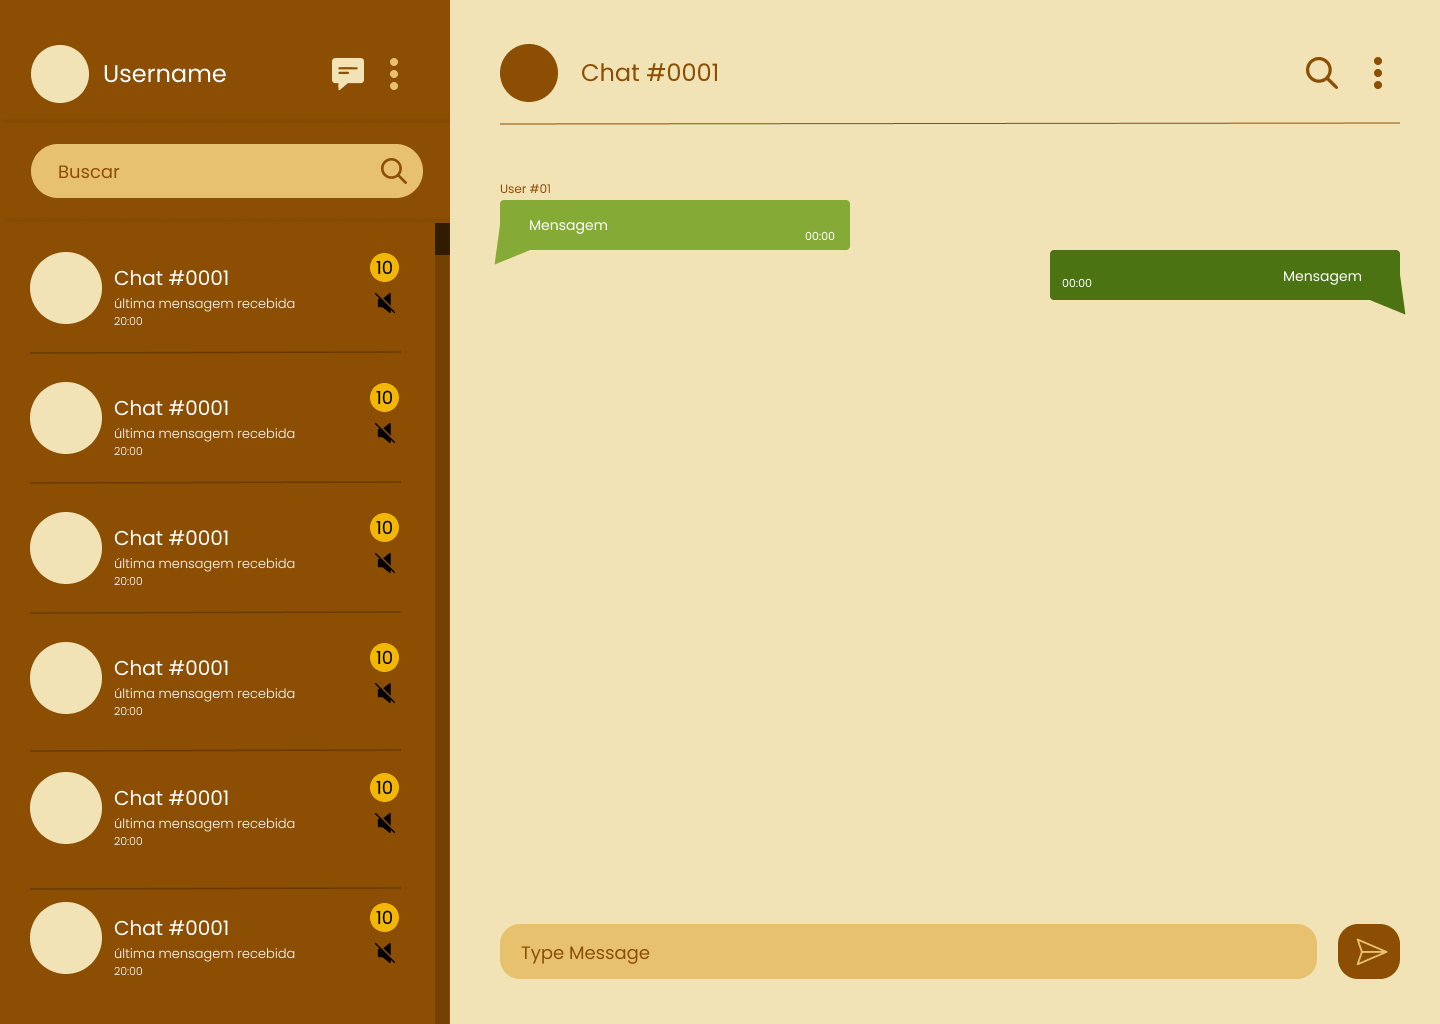 Username
Buscar
Chat #0001
última mensagem recebida
20:00
10
Chat #0001
última mensagem recebida
20:00
10
Chat #0001
última mensagem recebida
20:00
10
Chat #0001
última mensagem recebida
20:00
10
Chat #0001
última mensagem recebida
20:00
10
Chat #0001
última mensagem recebida
20:00
10
Chat #0001
User #01
Mensagem
00:00
00:00 Mensagem
Type Message